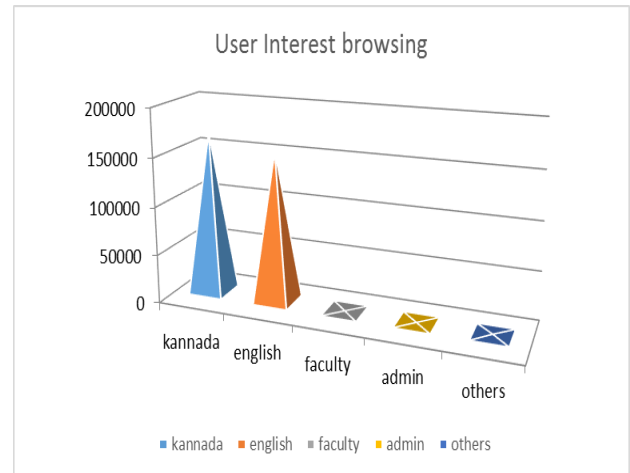 User Interest browsing
200000
150000
100000
50000
0
kannada
english
faculty
admin
others
kannada english faculty admin others